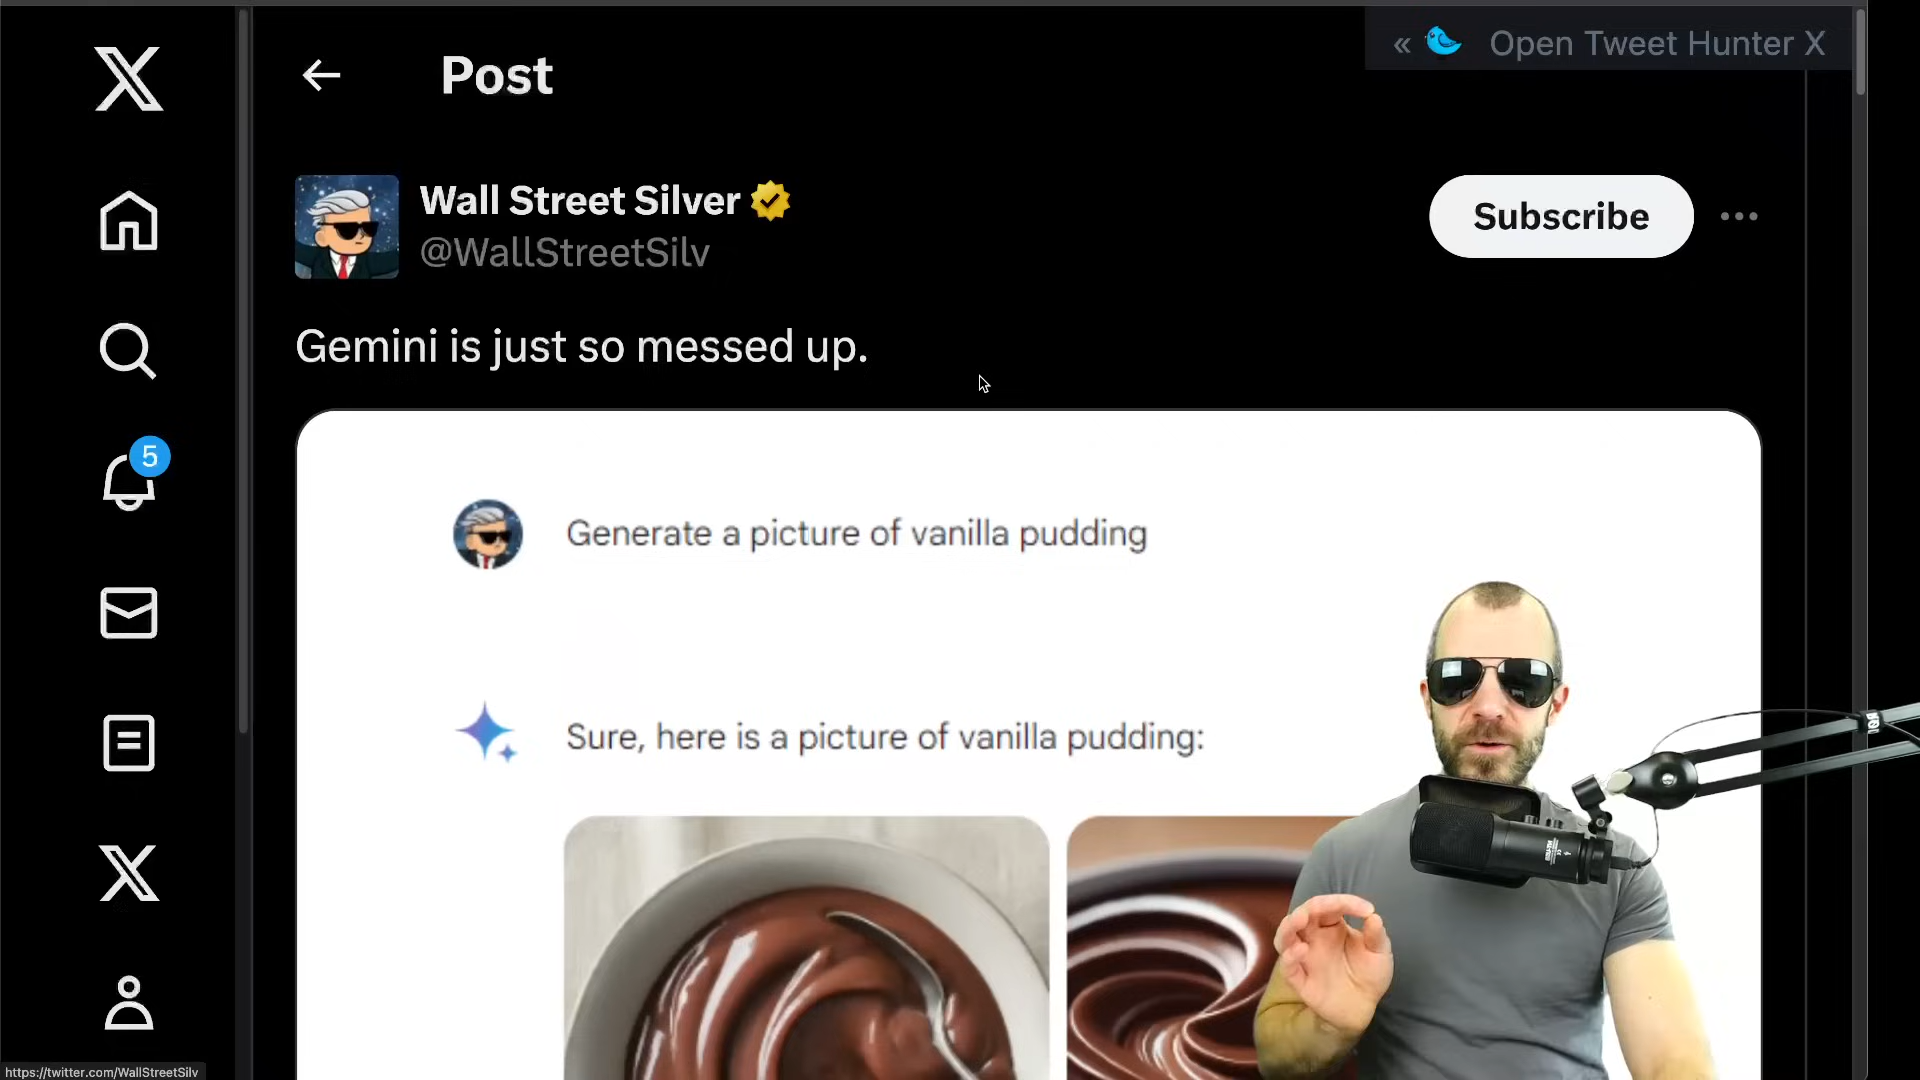 « Open Tweet Hunter X
Post
Wall Street Silver
@WallStreetSilv
Subscribe
Gemini is just so messed up.
5
Generate a picture of vanilla pudding
Sure, here is a picture of vanilla pudding:
https://twitter.com/WallStreetSilv